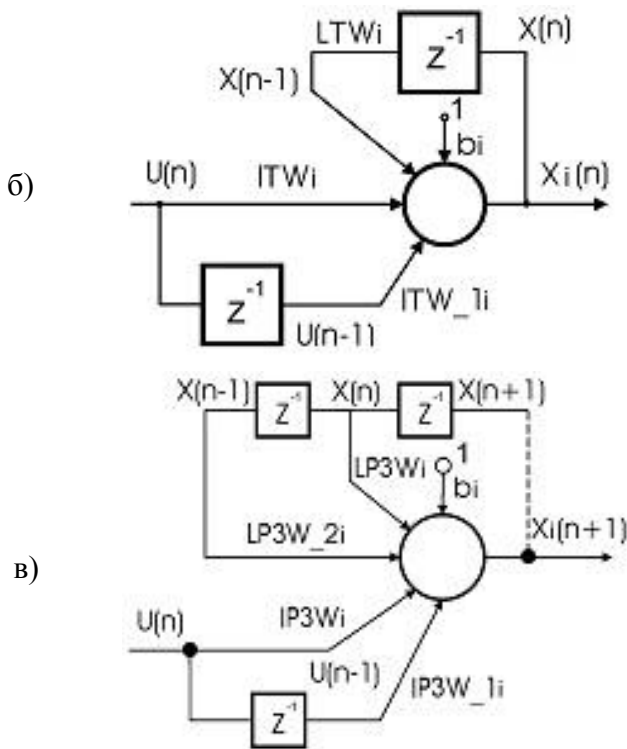 LTWi
X(n)
z⁻¹
X(n-1)
1
bi
б)
U(n)
ITWi
Xi(n)
z⁻¹
ITW_1i
U(n-1)
X(n-1)
z⁻¹
X(n)
z⁻¹
X(n+1)
LP3Wi
1
bi
LP3W_2i
Xi(n+1)
в)
U(n)
IP3Wi
U(n-1)
IP3W_1i
z⁻¹